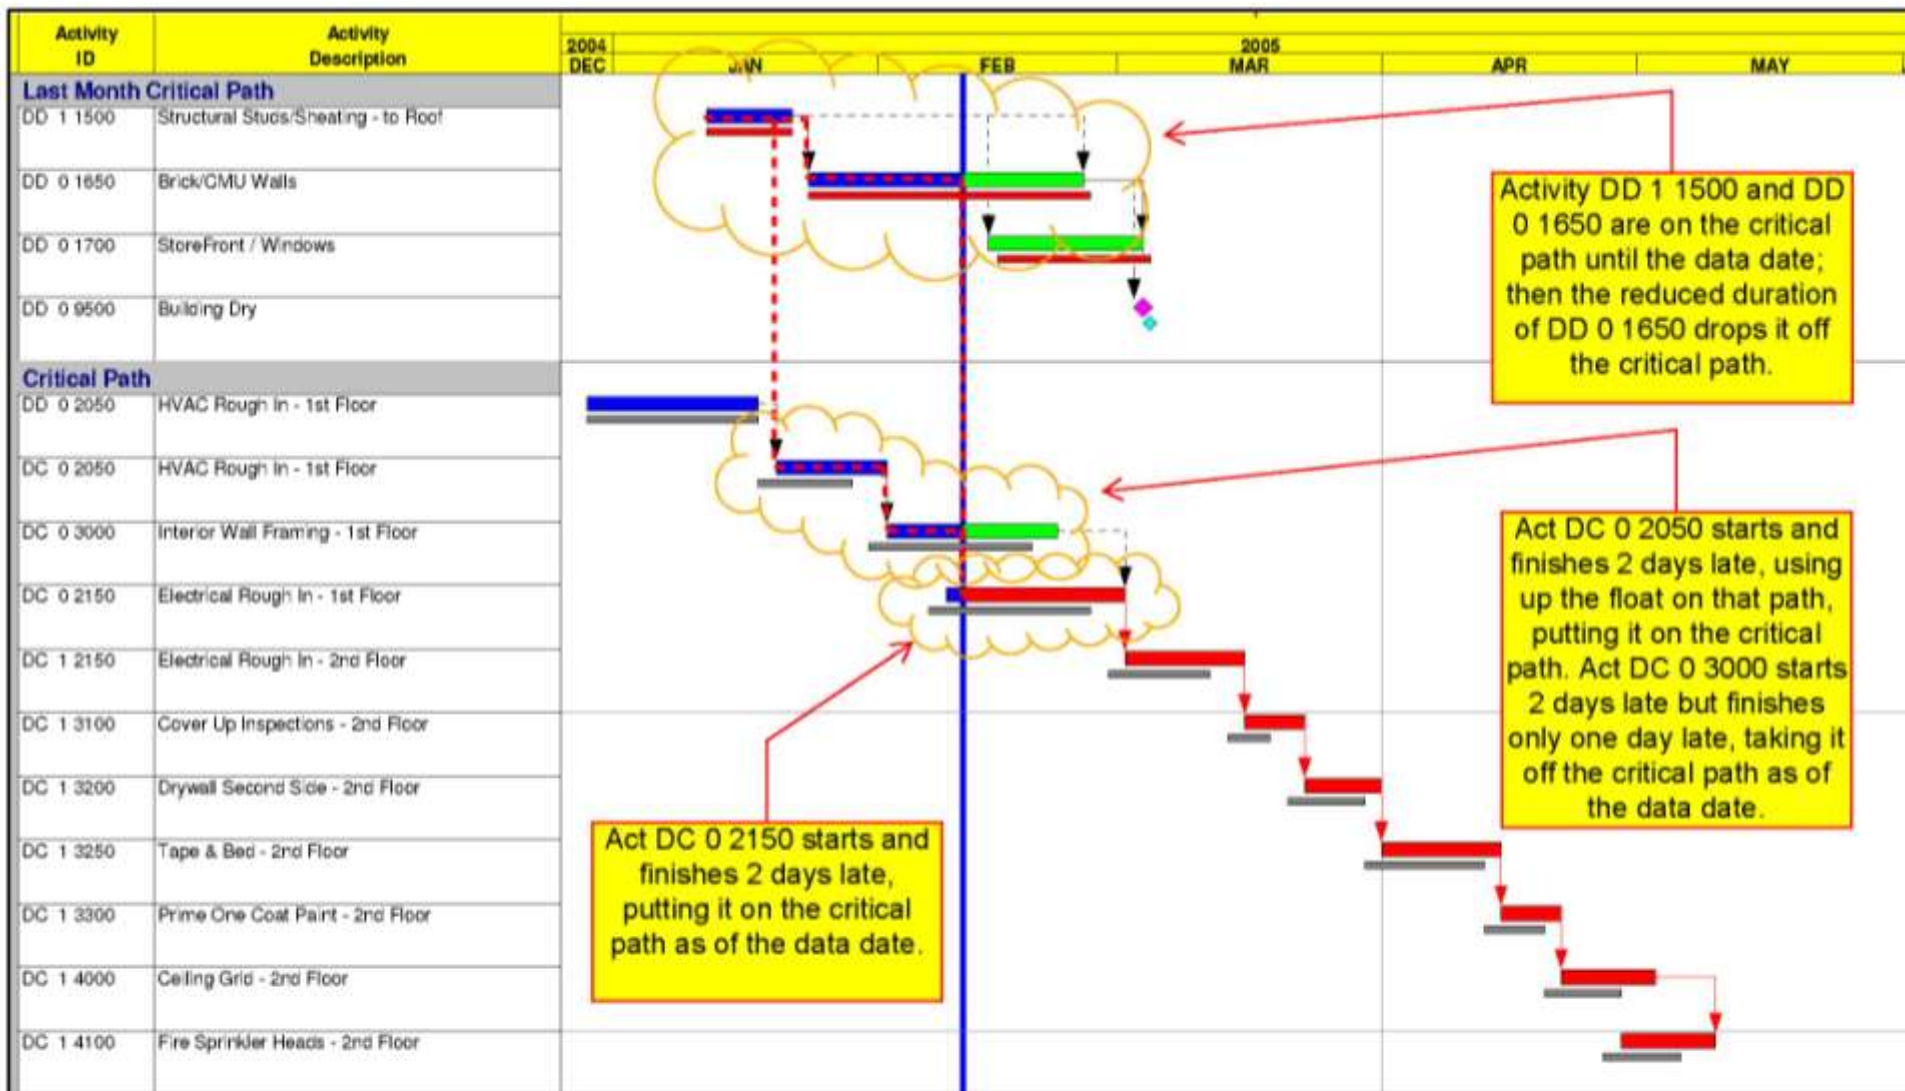 Activity ID
Activity Description
2004
2005
DEC
JAN
FEB
MAR
APR
MAY
Last Month Critical Path
DD 1 1500 Structural Studs/Sheating - to Roof
DD 0 1650 Brick/CMU Walls
DD 0 1700 StoreFront / Windows
DD 0 9500 Building Dry
Critical Path
DD 0 2050 HVAC Rough In - 1st Floor
DC 0 2050 HVAC Rough In - 1st Floor
DC 0 3000 Interior Wall Framing - 1st Floor
DC 0 2150 Electrical Rough In - 1st Floor
DC 1 2150 Electrical Rough In - 2nd Floor
DC 1 3100 Cover Up Inspections - 2nd Floor
DC 1 3200 Drywall Second Side - 2nd Floor
DC 1 3250 Tape & Bed - 2nd Floor
DC 1 3300 Prime One Coat Paint - 2nd Floor
DC 1 4000 Ceiling Grid - 2nd Floor
DC 1 4100 Fire Sprinkler Heads - 2nd Floor
Activity DD 1 1500 and DD
0 1650 are on the critical
path until the data date;
then the reduced duration
of DD 0 1650 drops it off
the critical path.
Act DC 0 2050 starts and
finishes 2 days late, using
up the float on that path,
putting it on the critical
path. Act DC 0 3000 starts
2 days late but finishes
only one day late, taking it
off the critical path as of
the data date.
Act DC 0 2150 starts and
finishes 2 days late,
putting it on the critical
path as of the data date.